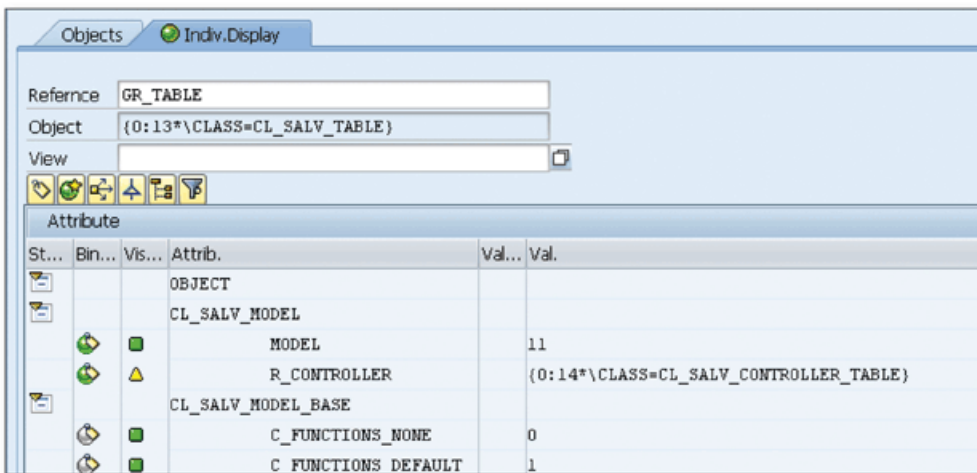 Objects Indiv.Display
Refernce GR_TABLE
Object {O:13*\CLASS=CL_SALV_TABLE}
View
Attribute
St... Bin... Vis... Attrib. Val... Val.
OBJECT
CL_SALV_MODEL
MODEL 11
R_CONTROLLER {O:14*\CLASS=CL_SALV_CONTROLLER_TABLE}
CL_SALV_MODEL_BASE
C_FUNCTIONS_NONE 0
C_FUNCTIONS_DEFAULT 1